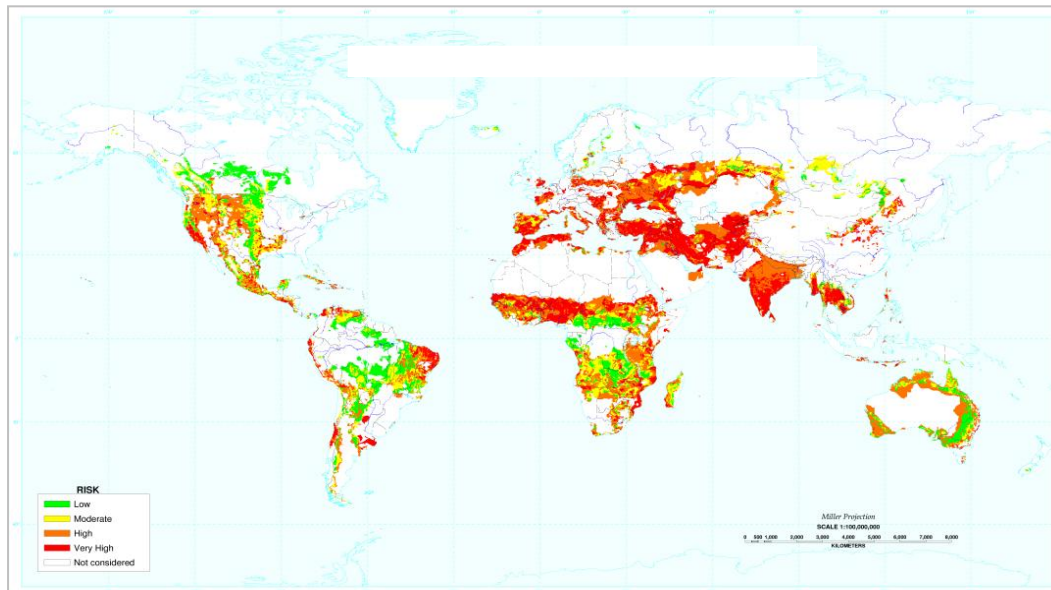 RISK
Low
Moderate
High
Very High
Not considered
Miller Projection
SCALE 1:100,000,000
0 500 1,000 2,000 3,000 4,000 5,000 6,000 7,000 8,000
KILOMETERS